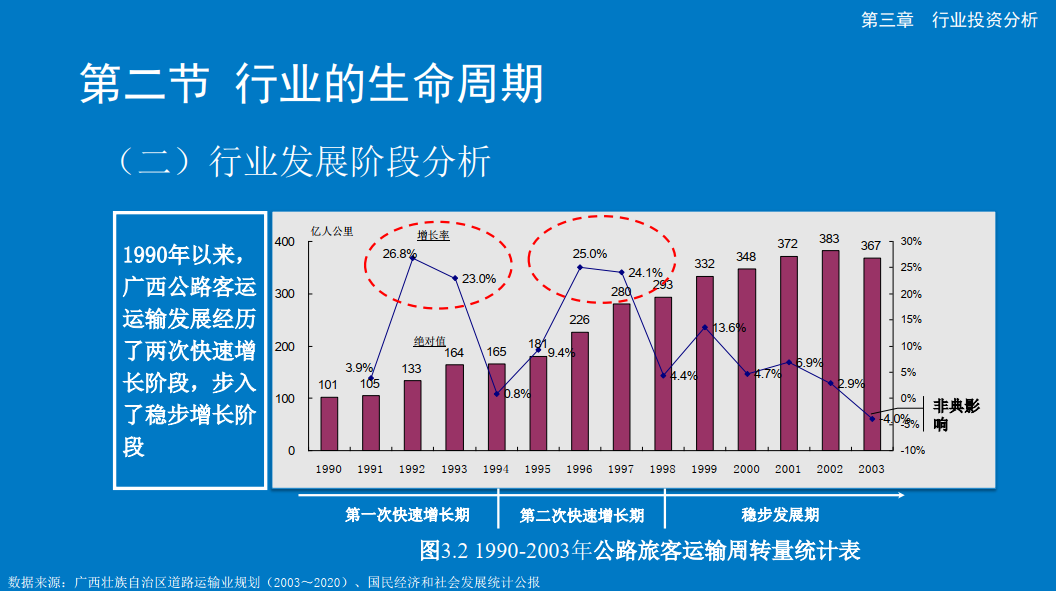 第三章 行业投资分析
第二节 行业的生命周期
（二）行业发展阶段分析
1990年以来，
广西公路客运
运输发展经历
了两次快速增
长阶段，步入
了稳步增长阶
段
亿人公里
增长率
绝对值
400
300
200
100
0
30%
25%
20%
15%
10%
5%
0%
-5%
-10%
101
105
133
164
165
181
226
280
293
332
348
372
383
367
3.9%
26.8%
23.0%
0.8%
9.4%
25.0%
24.1%
4.4%
13.6%
4.7%
6.9%
2.9%
-4.0%
非典影
响
1990 1991 1992 1993 1994 1995 1996 1997 1998 1999 2000 2001 2002 2003
第一次快速增长期 第二次快速增长期 稳步发展期
图3.2 1990-2003年公路旅客运输周转量统计表
数据来源：广西壮族自治区道路运输业规划（2003～2020）、国民经济和社会发展统计公报